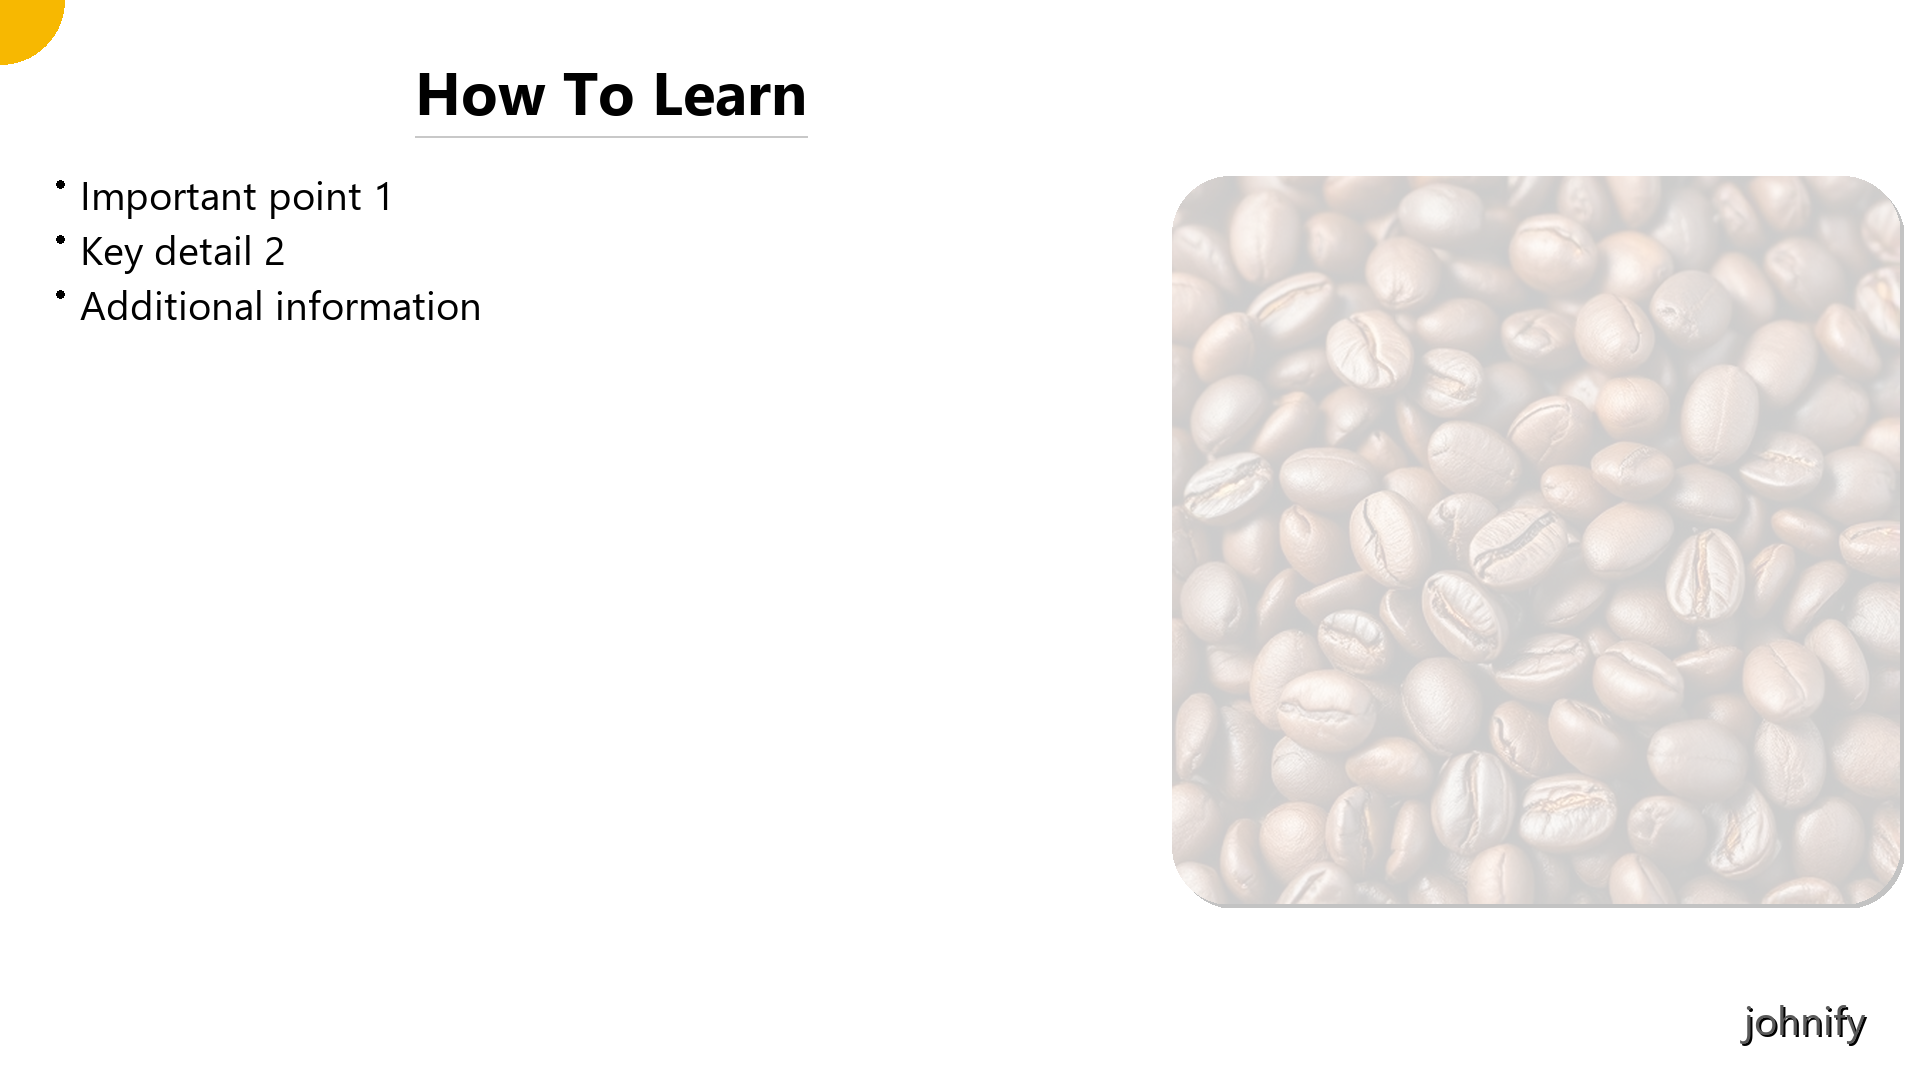 How To Learn
• Important point 1
• Key detail 2
• Additional information
johnify